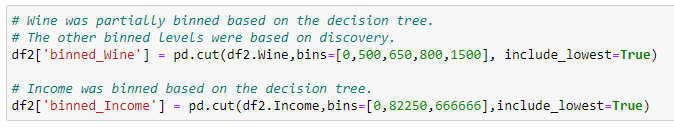 # Wine was partially binned based on the decision tree.
# The other binned levels were based on discovery.
df2['binned_Wine'] = pd.cut(df2.Wine,bins=[0,500,650,800,1500], include_lowest=True)
# Income was binned based on the decision tree.
df2['binned_Income'] = pd.cut(df2.Income,bins=[0,82250,666666],include_lowest=True)